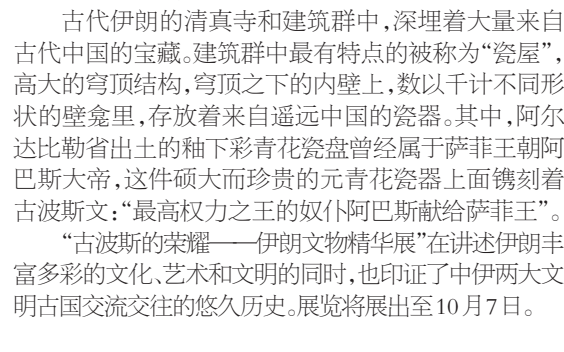 古代伊朗的清真寺和建筑群中,深埋着大量来自
古代中国的宝藏。建筑群中最有特点的被称为“瓷屋”,
高大的穹顶结构,穹顶之下的内壁上,数以千计不同形
状的壁龛里,存放着来自遥远中国的瓷器。其中,阿尔
达比勒省出土的釉下彩青花瓷盘曾经属于萨菲王朝阿
巴斯大帝,这件硕大而珍贵的元青花瓷器上面镌刻着
古波斯文:“最高权力之王的奴仆阿巴斯献给萨菲王”。
“古波斯的荣耀——伊朗文物精华展”在讲述伊朗丰
富多彩的文化、艺术和文明的同时,也印证了中伊两大文
明古国交流交往的悠久历史。展览将展出至10月7日。